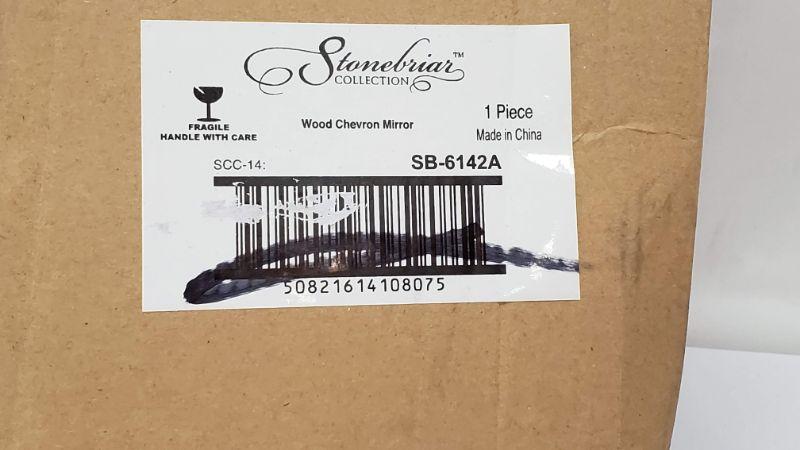 Stonebriar™
COLLECTION
FRAGILE
HANDLE WITH CARE
Wood Chevron Mirror
1 Piece
Made in China
SCC-14:
SB-6142A
50821614108075